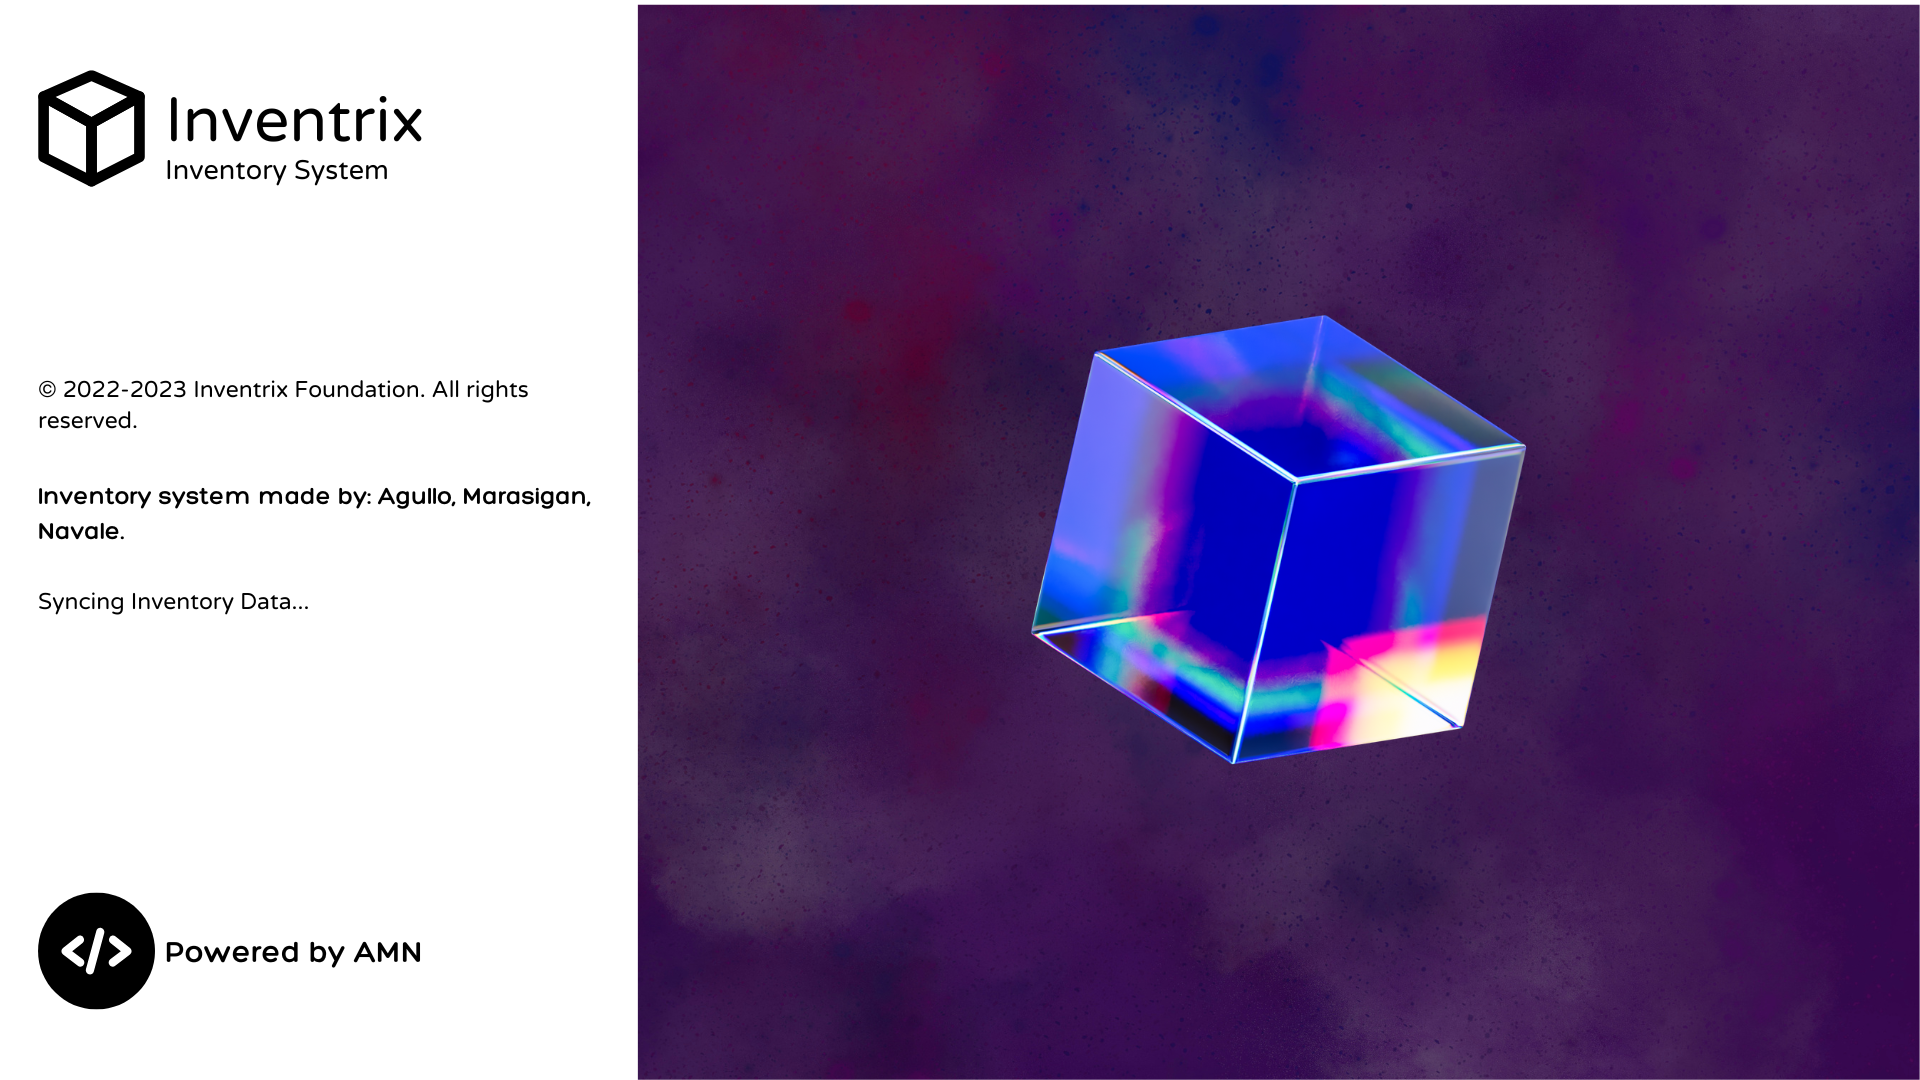 Inventrix
Inventory System
© 2022-2023 Inventrix Foundation. All rights
reserved.
Inventory system made by: Agullo, Marasigan,
Navale.
Syncing Inventory Data...
</> Powered by AMN